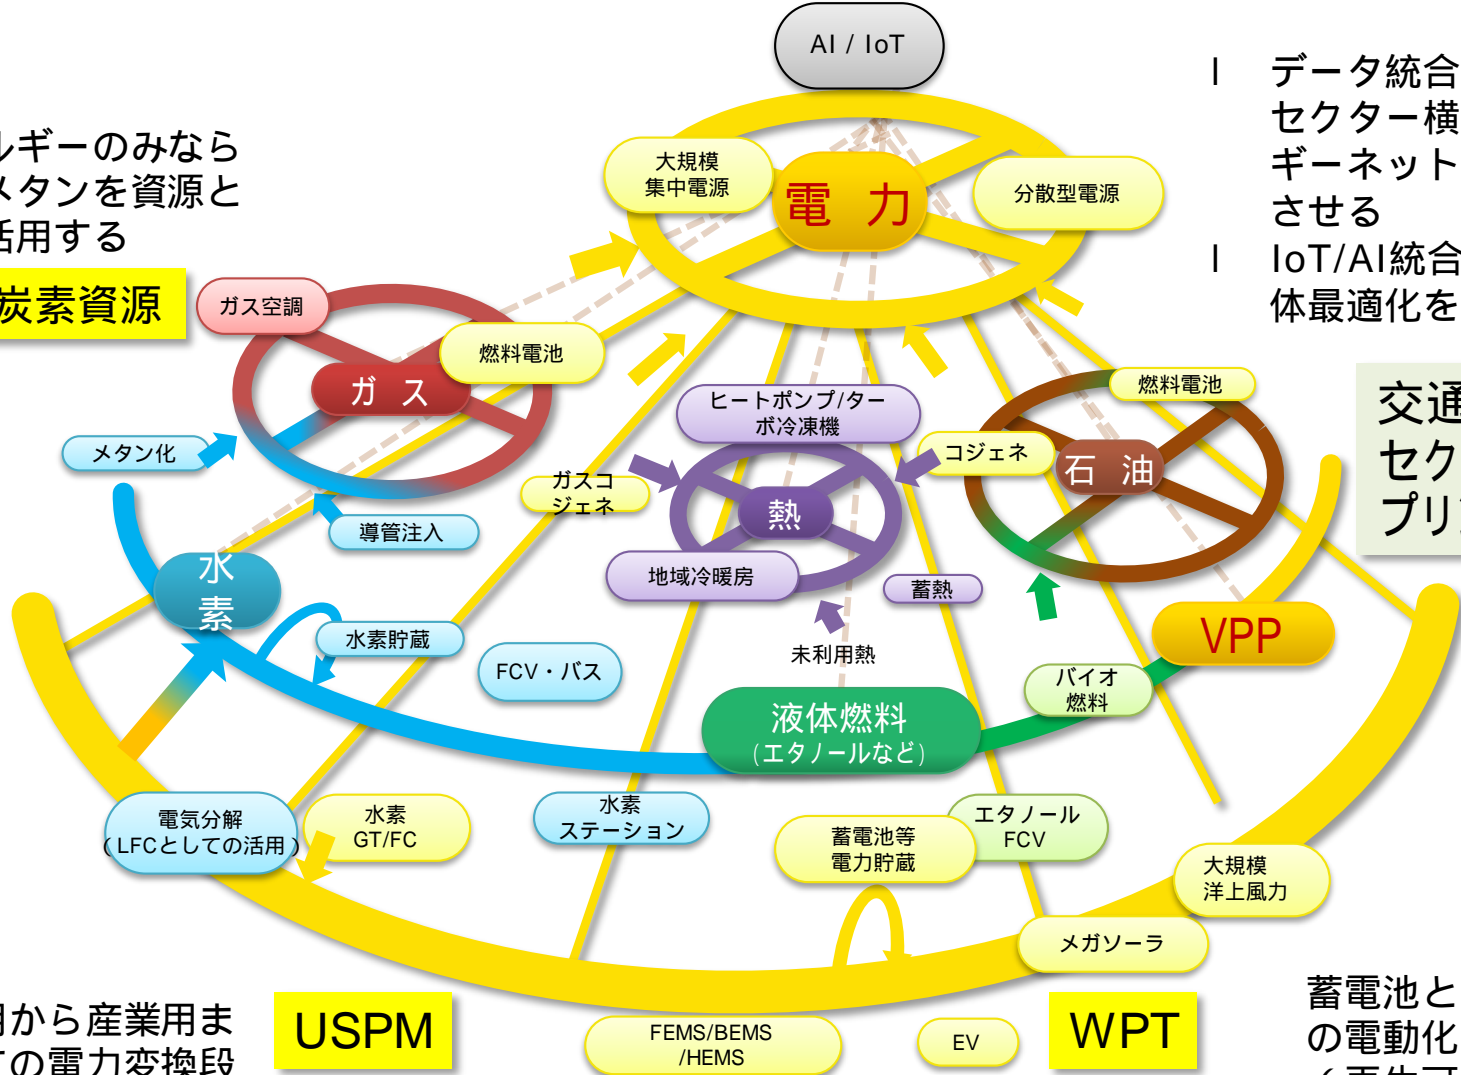 AI / IoT
l データ統合
セクター横
ギーネット
させる
l IoT/AI統合
体最適化を
ルギーのみなら
メタンを資源と
活用する
炭素資源
大規模
集中電源
電 力
分散型電源
ガス空調
燃料電池
ガ ス
メタン化
導管注入
ヒートポンプ/ター
ボ冷凍機
ガスコ
ジェネ
熱
地域冷暖房
蓄熱
未利用熱
燃料電池
コジェネ
石 油
交通
セク
プリ
水
素
水素貯蔵
FCV・バス
VPP
バイオ
燃料
液体燃料
(エタノールなど)
電気分解
(LFCとしての活用)
水素
GT/FC
水素
ステーション
蓄電池等
電力貯蔵
エタノール
FCV
大規模
洋上風力
メガソーラ
用から産業用ま
ての電力変換段
USPM
FEMS/BEMS
/HEMS
EV
WPT
蓄電池と
の電動化
(再生可